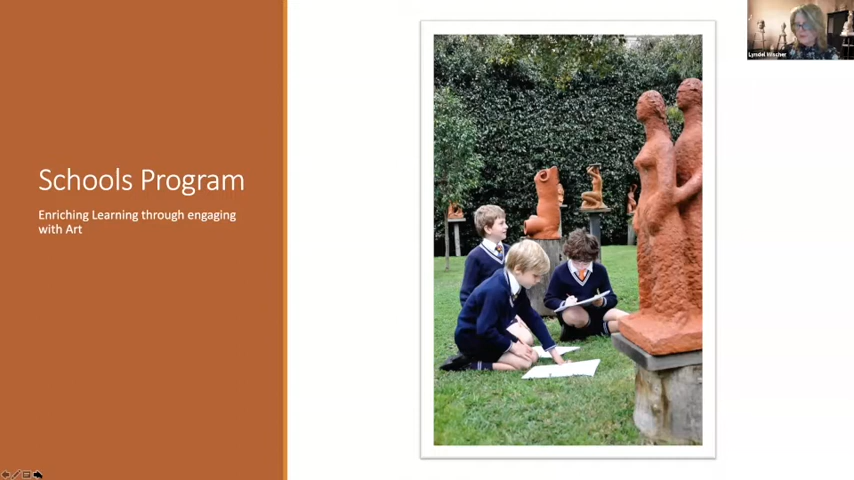 Schools Program
Enriching Learning through engaging
with Art
Lyndel Wischer